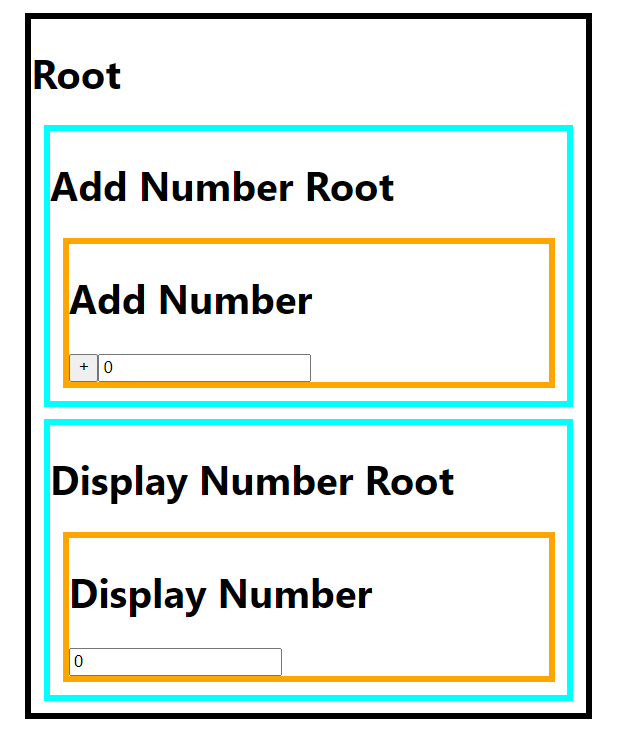 Root
Add Number Root
Add Number
+ 0
Display Number Root
Display Number
0